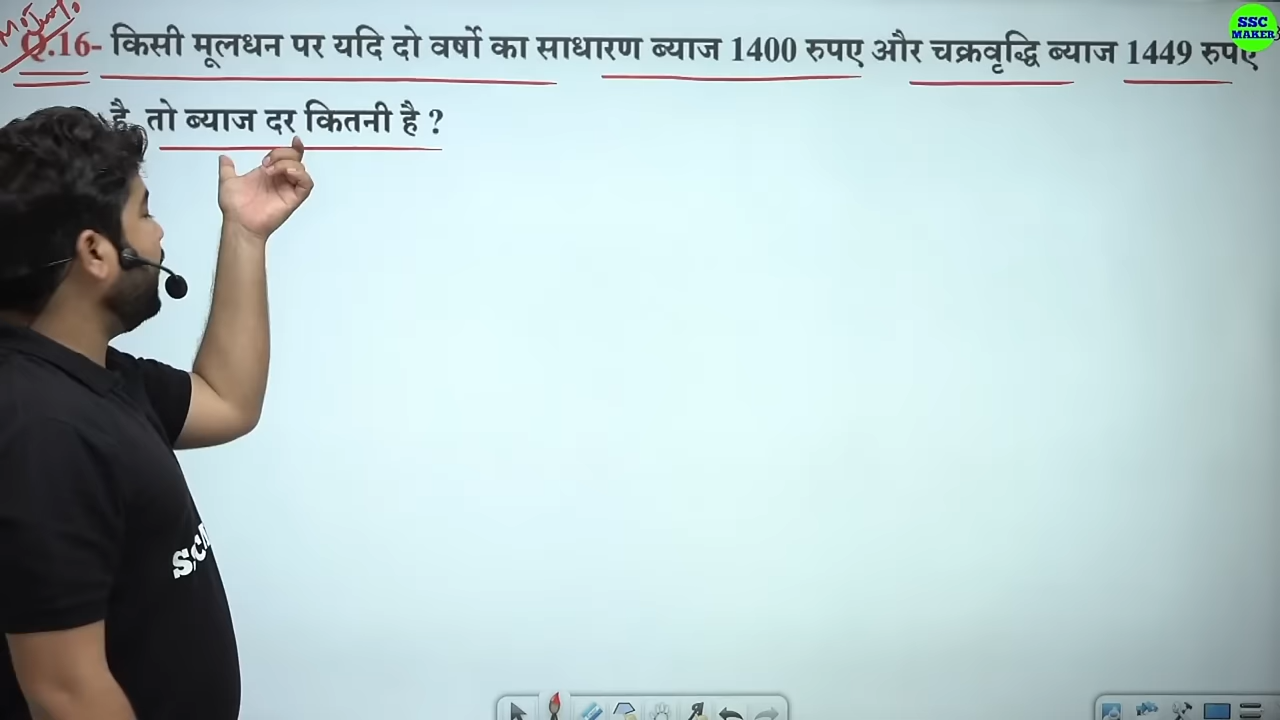 Q.16- किसी मूलधन पर यदि दो वर्षो का साधारण ब्याज 1400 रुपए और चक्रवृद्धि ब्याज 1449 रुपए
है, तो ब्याज दर कितनी है ?
SSC
MAKER